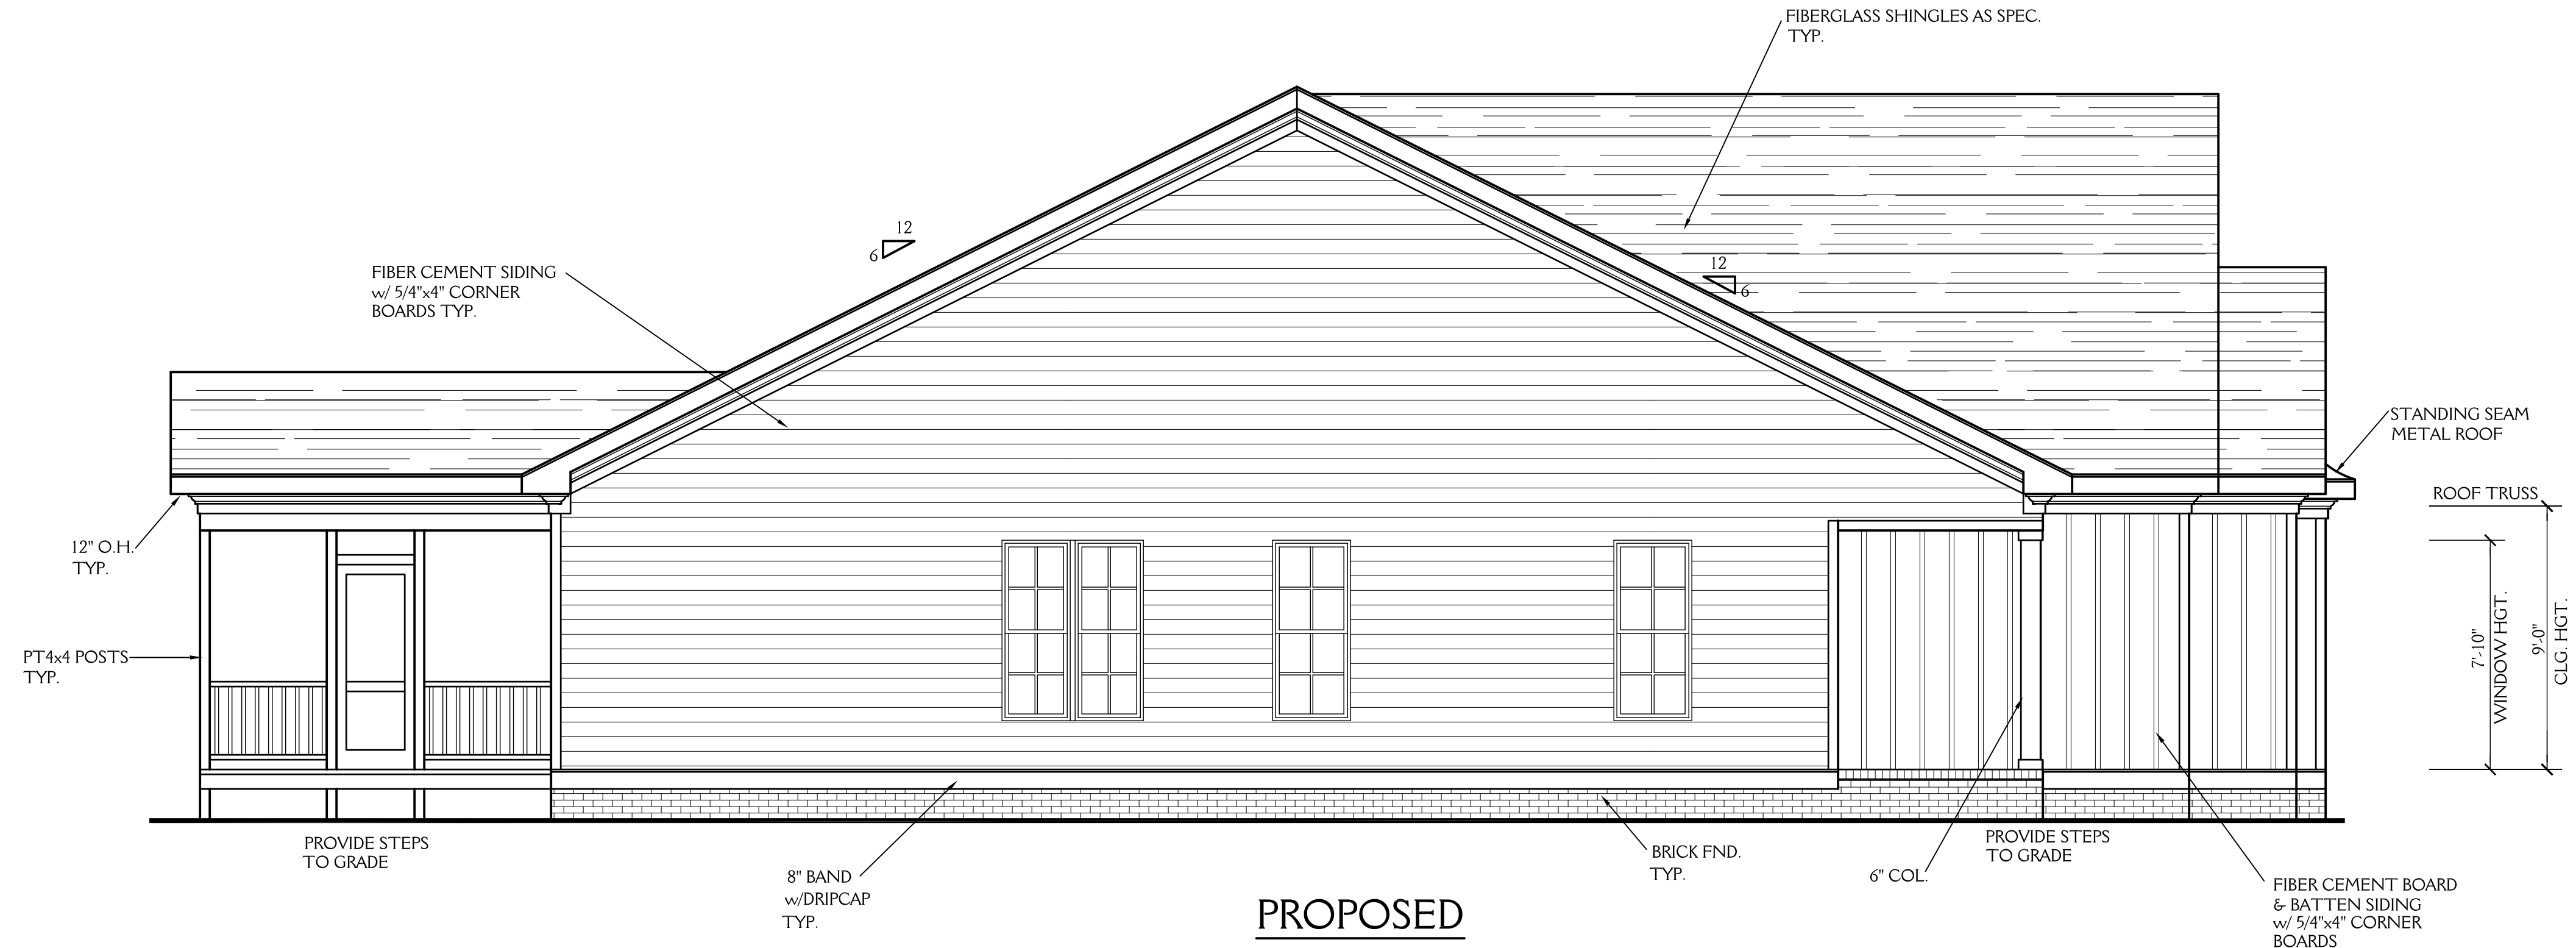 FIBERGLASS SHINGLES AS SPEC.
TYP.
12
6
FIBER CEMENT SIDING
w/ 5/4"x4" CORNER
BOARDS TYP.
12
6
STANDING SEAM
METAL ROOF
ROOF TRUSS
12" O.H.
TYP.
PT4x4 POSTS
TYP.
7'-10"
WINDOW HGT.
9'-0"
CLG. HGT.
PROVIDE STEPS
TO GRADE
8" BAND
w/DRIPCAP
TYP.
BRICK FND.
TYP.
6" COL.
PROVIDE STEPS
TO GRADE
FIBER CEMENT BOARD
& BATTEN SIDING
w/ 5/4"x4" CORNER
BOARDS
PROPOSED